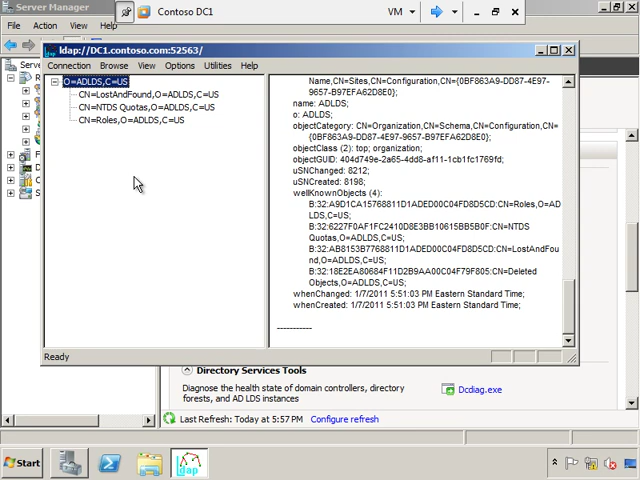 Server Manager
Contoso DC1
VM
File
Action
View
Help
ldap://DC1.contoso.com:52563/
Connection
Browse
View
Options
Utilities
Help
O=ADLDS,C=US
CN=LostAndFound,O=ADLDS,C=US
CN=NTDS Quotas,O=ADLDS,C=US
CN=Roles,O=ADLDS,C=US
Name,CN=Sites,CN=Configuration,CN={0BF863A9-DD87-4E97-
9657-B97EFA62D8E0}
name: ADLDS;
o: ADLDS;
objectCategory: CN=Organization,CN=Schema,CN=Configuration,CN=
{0BF863A9-DD87-4E97-9657-B97EFA62D8E0};
objectClass (2): top; organization;
objectGUID: 404d749e-2a65-4dd8-af11-1cb1fc1769fd;
uSNChanged: 8212;
uSNCreated: 8198;
wellKnownObjects (4):
B:32:A9D1CA15768811D1ADED00C04FD8D5CD:CN=Roles,O=AD
LDS,C=US;
B:32:6227F0AF1FC2410D8E3BB10615BB5B0F:CN=NTDS
Quotas,O=ADLDS,C=US;
B:32:AB8153B7768811D1ADED00C04FD8D5CD:CN=LostAndFou
nd,O=ADLDS,C=US;
B:32:18E2EA80684F11D2B9AA00C04F79F805:CN=Deleted
Objects,O=ADLDS,C=US;
whenChanged: 1/7/2011 5:51:03 PM Eastern Standard Time;
whenCreated: 1/7/2011 5:51:03 PM Eastern Standard Time;
-----------
Ready
Directory Services Tools
Diagnose the health state of domain controllers, directory
forests, and AD LDS instances
Dcdiag.exe
Last Refresh: Today at 5:57 PM
Configure refresh
Start
ldap